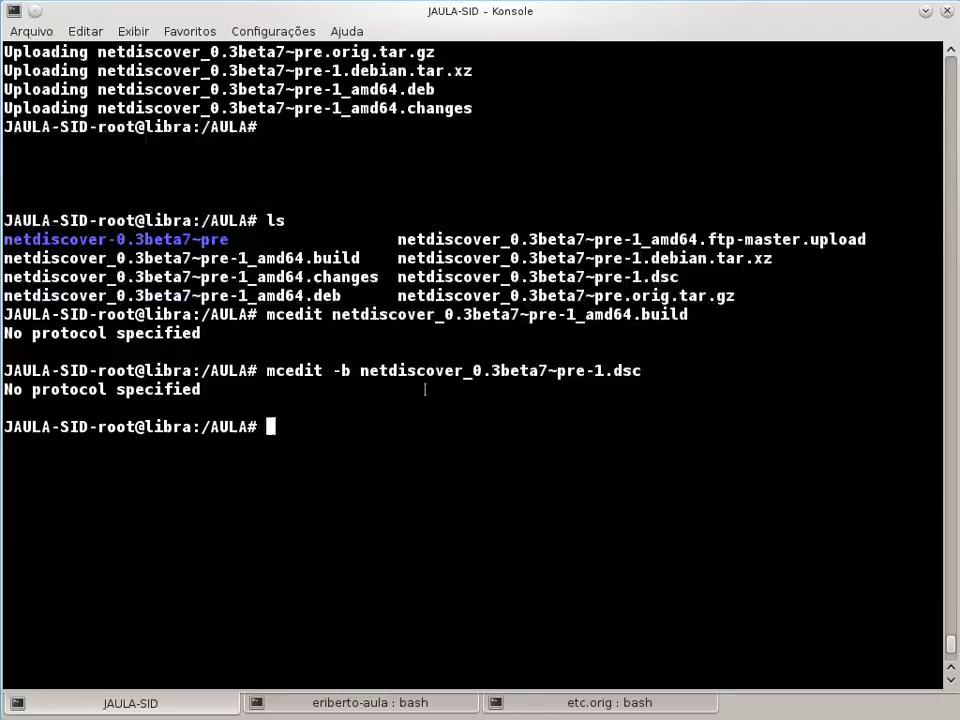 JAULA-SID – Konsole
Arquivo Editar Exibir Favoritos Configurações Ajuda
Uploading netdiscover_0.3beta7~pre.orig.tar.gz
Uploading netdiscover_0.3beta7~pre-1.debian.tar.xz
Uploading netdiscover_0.3beta7~pre-1_amd64.deb
Uploading netdiscover_0.3beta7~pre-1_amd64.changes
JAULA-SID-root@libra:/AULA#
JAULA-SID-root@libra:/AULA# ls
netdiscover-0.3beta7~pre netdiscover_0.3beta7~pre-1_amd64.ftp-master.upload
netdiscover_0.3beta7~pre-1_amd64.build netdiscover_0.3beta7~pre-1.debian.tar.xz
netdiscover_0.3beta7~pre-1_amd64.changes netdiscover_0.3beta7~pre-1.dsc
netdiscover_0.3beta7~pre-1_amd64.deb netdiscover_0.3beta7~pre.orig.tar.gz
JAULA-SID-root@libra:/AULA# mcedit netdiscover_0.3beta7~pre-1_amd64.build
No protocol specified
JAULA-SID-root@libra:/AULA# mcedit -b netdiscover_0.3beta7~pre-1.dsc
No protocol specified
JAULA-SID-root@libra:/AULA#
JAULA-SID eriberto-aula : bash etc.orig : bash